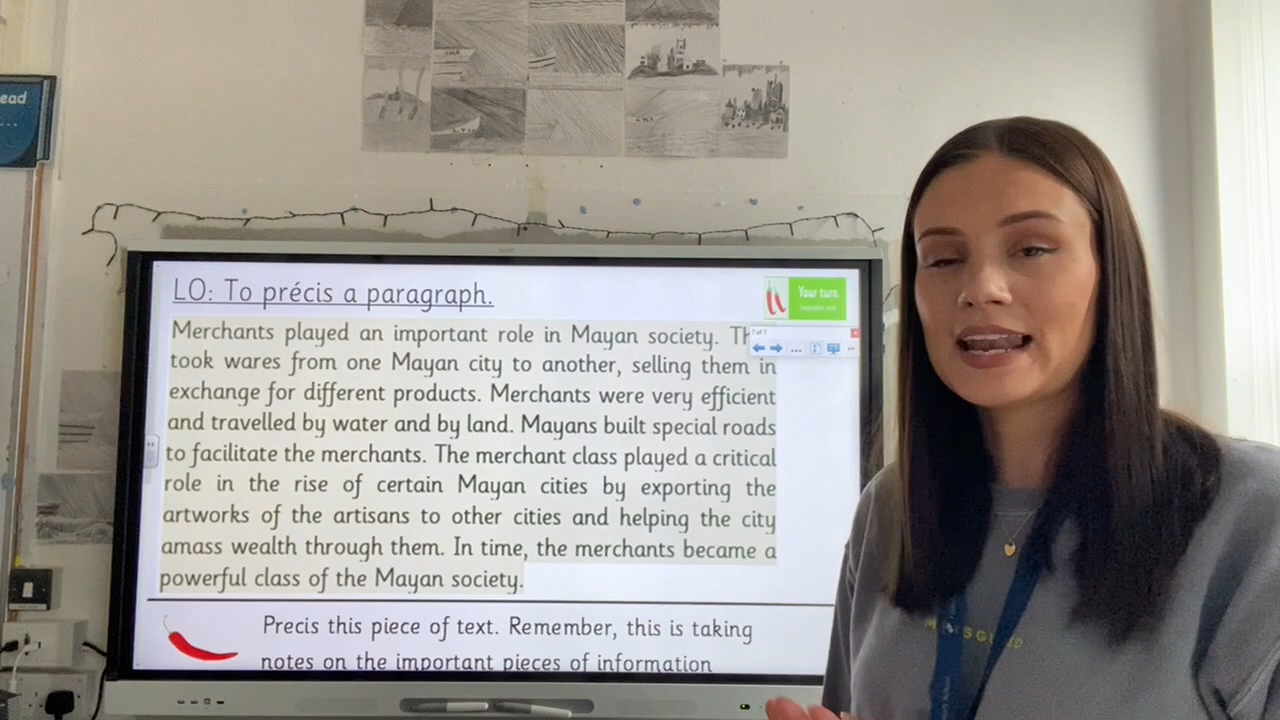 ead
LO: To précis a paragraph.
Your turn
Merchants played an important role in Mayan society. Th
7 of 7
took wares from one Mayan city to another, selling them in
exchange for different products. Merchants were very efficient
and travelled by water and by land. Mayans built special roads
to facilitate the merchants. The merchant class played a critical
role in the rise of certain Mayan cities by exporting the
artworks of the artisans to other cities and helping the city
amass wealth through them. In time, the merchants became a
powerful class of the Mayan society.
Precis this piece of text. Remember, this is taking
notes on the important pieces of information